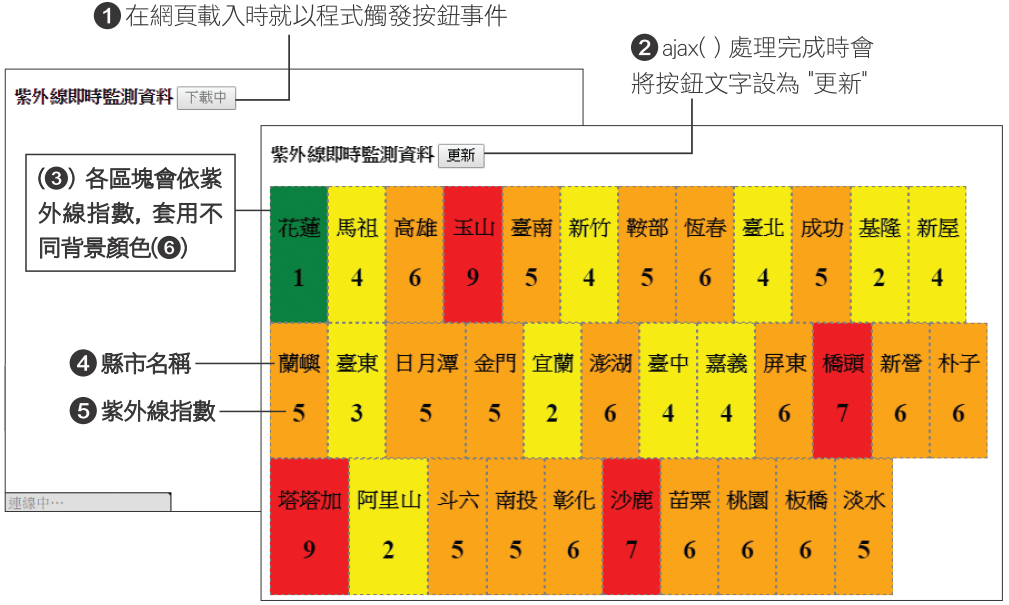 ❶ 在網頁載入時就以程式觸發按鈕事件
❷ ajax( ) 處理完成時會
將按鈕文字設為 "更新"
紫外線即時監測資料 下載中
紫外線即時監測資料 更新
(❸) 各區塊會依紫
外線指數, 套用不
同背景顏色(❻)
花蓮 馬祖 高雄 玉山 臺南 新竹 鞍部 恆春 臺北 成功 基隆 新屋
1 4 6 9 5 4 5 6 4 5 2 4
❹ 縣市名稱
蘭嶼 臺東 日月潭 金門 宜蘭 澎湖 臺中 嘉義 屏東 橋頭 新營 朴子
❺ 紫外線指數
5 3 5 5 2 6 4 4 6 7 6 6
塔塔加 阿里山 斗六 南投 彰化 沙鹿 苗栗 桃園 板橋 淡水
9 2 5 5 6 7 6 6 6 5
連線中…